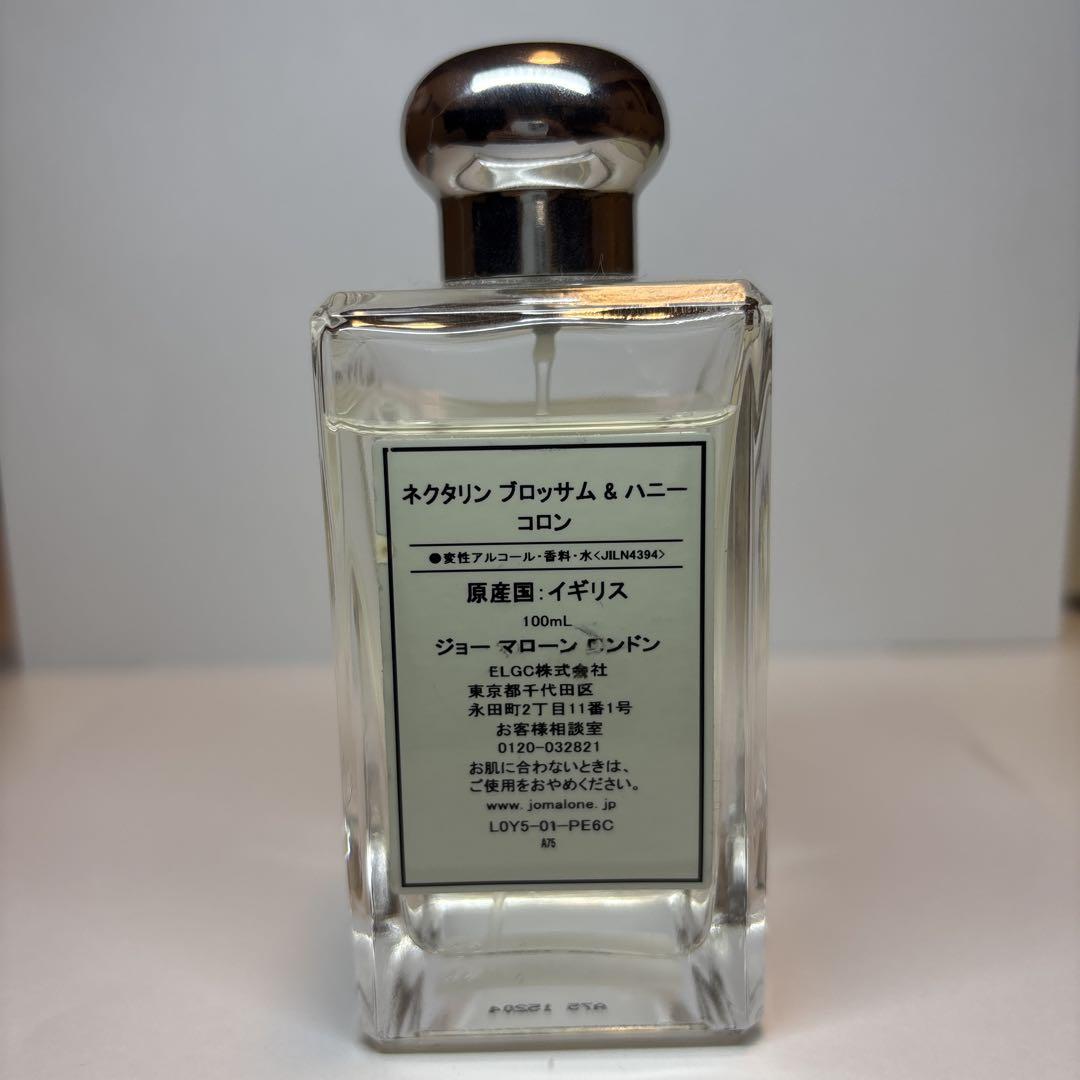 ネクタリン ブロッサム & ハニー
コロン
●変性アルコール・香料・水<JILN4394>
原産国:イギリス
100mL
ジョー マローン ロンドン
ELGC株式会社
東京都千代田区
永田町2丁目11番1号
お客様相談室
0120-032821
お肌に合わないときは、
ご使用をおやめください。
www.jomalone.jp
L0Y5-01-PE6C
A75
A75 15204